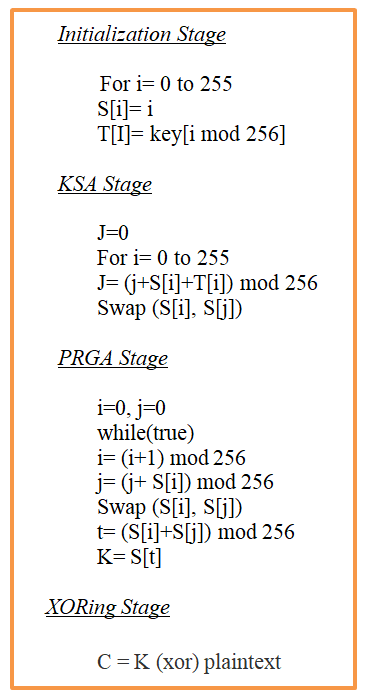 Initialization Stage
For i= 0 to 255
S[i]= i
T[I]= key[i mod 256]
KSA Stage
J=0
For i= 0 to 255
J= (j+S[i]+T[i]) mod 256
Swap (S[i], S[j])
PRGA Stage
i=0, j=0
while(true)
i= (i+1) mod 256
j= (j+ S[i]) mod 256
Swap (S[i], S[j])
t= (S[i]+S[j]) mod 256
K= S[t]
XORing Stage
C = K (xor) plaintext